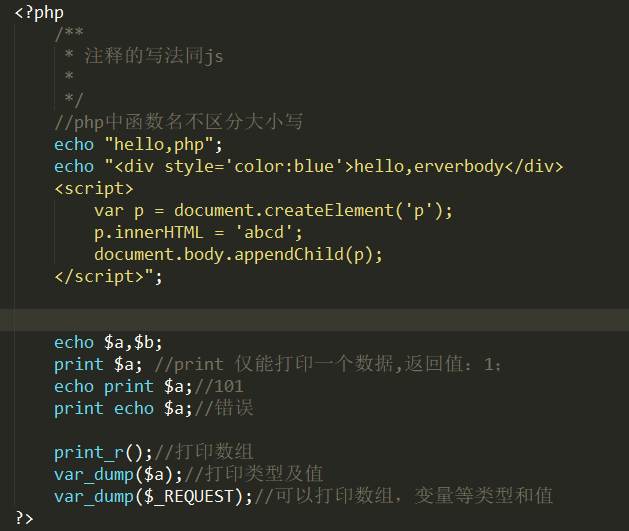 <?php
/**
* 注释的写法同js
*
*/
//php中函数名不区分大小写
echo "hello,php";
echo "<div style='color:blue'>hello,erverbody</div>
<script>
var p = document.createElement('p');
p.innerHTML = 'abcd';
document.body.appendChild(p);
</script>";
echo $a,$b;
print $a; //print 仅能打印一个数据,返回值：1；
echo print $a;//101
print echo $a;//错误
print_r();//打印数组
var_dump($a);//打印类型及值
var_dump($_REQUEST);//可以打印数组，变量等类型和值
?>